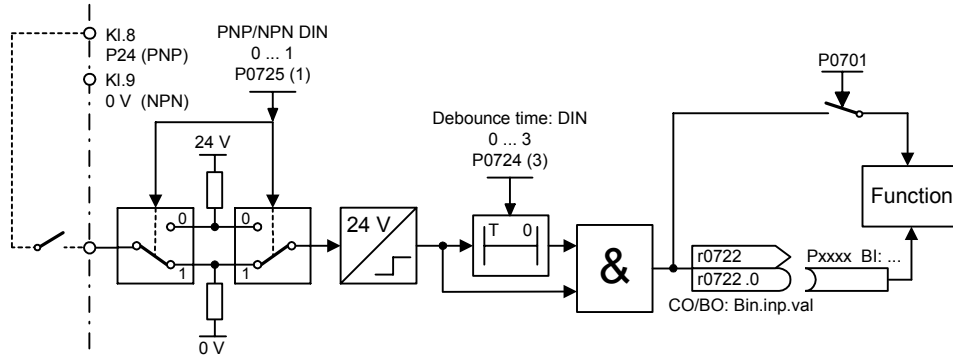 Kl.8
P24 (PNP)
Kl.9
0 V (NPN)
PNP/NPN DIN
0 ... 1
P0725 (1)
24 V
0
0
1
1
0 V
24 V
Debounce time: DIN
0 ... 3
P0724 (3)
T 0
&
P0701
Function
r0722
r0722 .0
Pxxxx BI: ...
CO/BO: Bin.inp.val